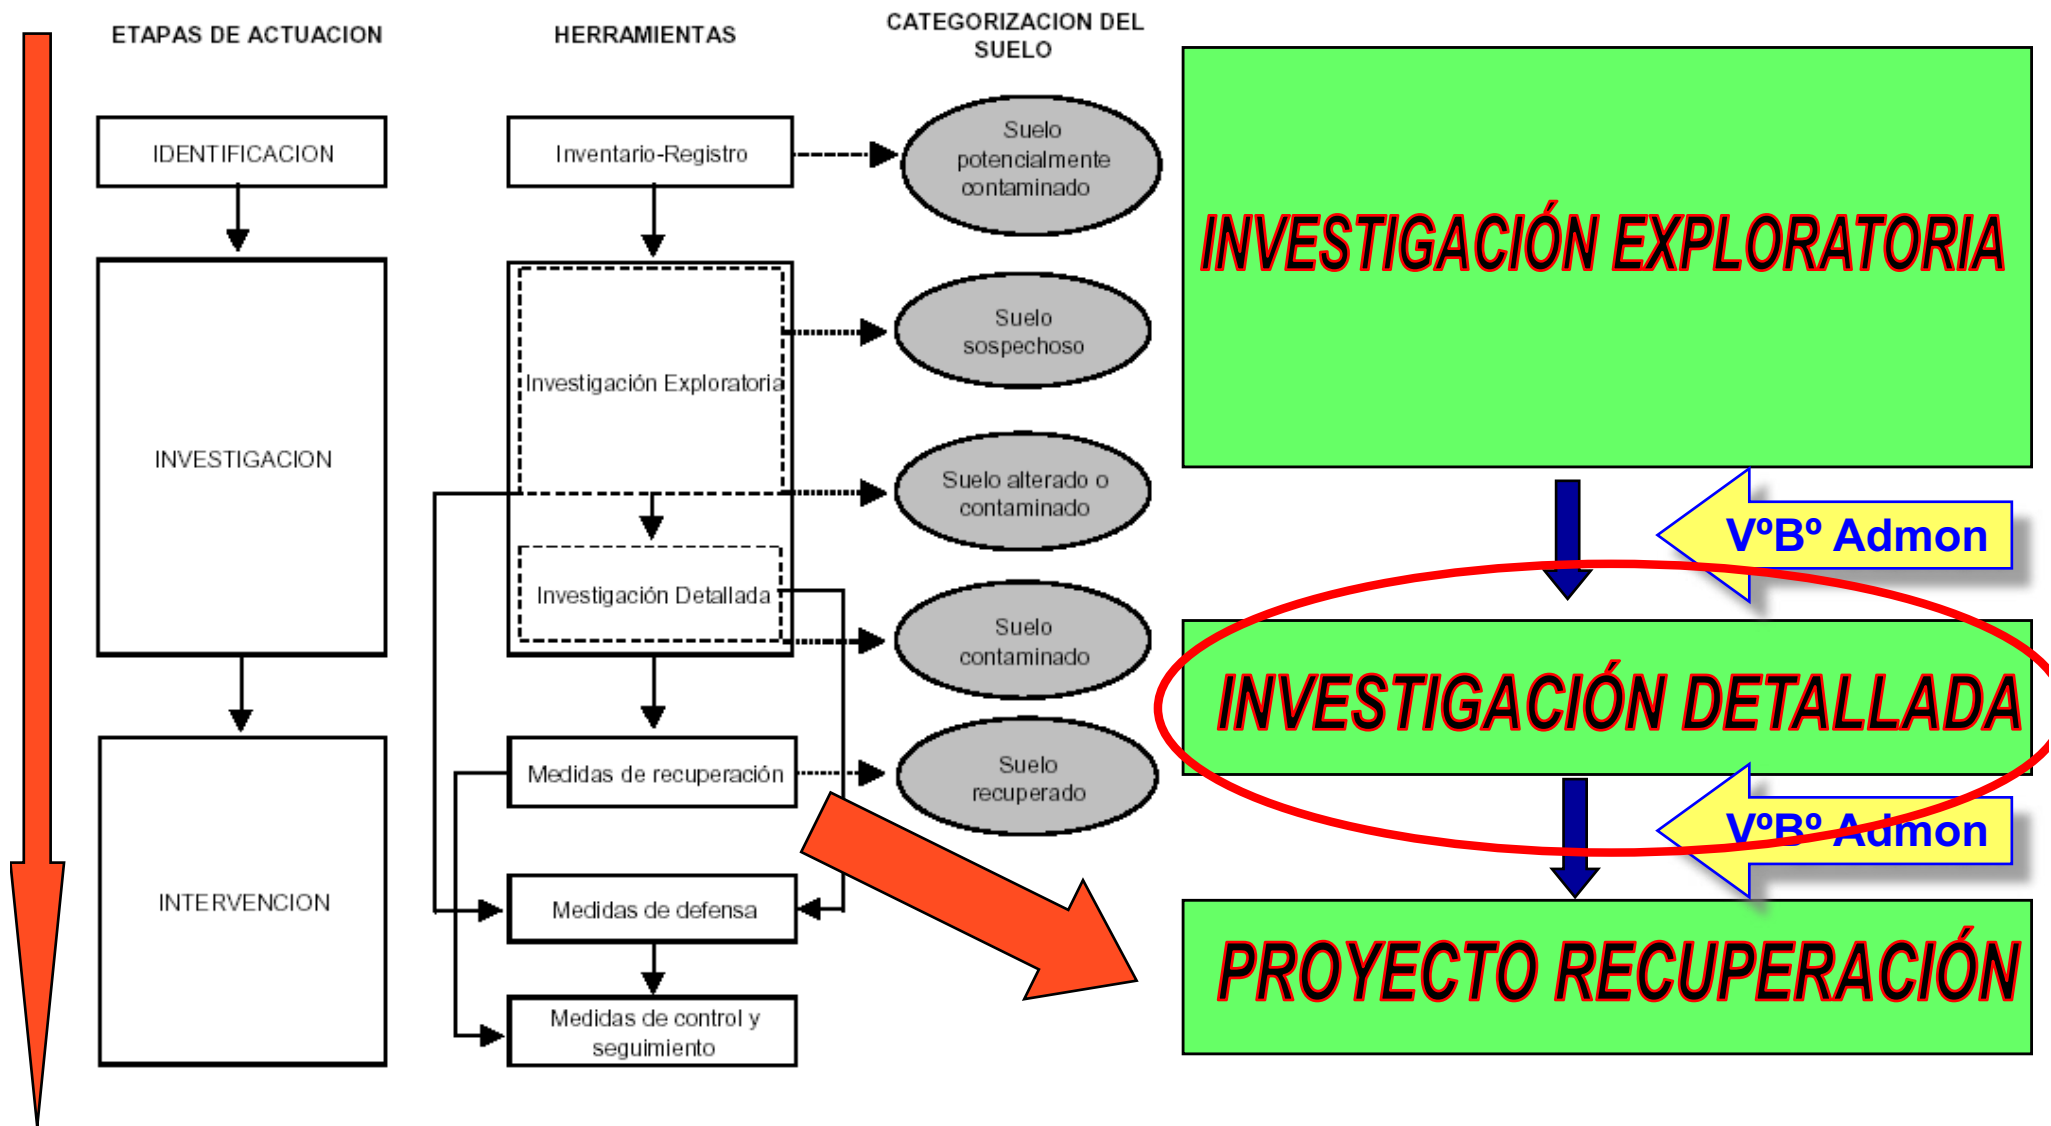 ETAPAS DE ACTUACION
HERRAMIENTAS
CATEGORIZACION DEL
SUELO
IDENTIFICACION
Inventario-Registro
Suelo
potencialmente
contaminado
Suelo
sospechoso
Investigación Exploratoria
INVESTIGACION
Suelo alterado o
contaminado
Investigación Detallada
Suelo
contaminado
Medidas de recuperación
Suelo
recuperado
INTERVENCION
Medidas de defensa
Medidas de control y
seguimiento
INVESTIGACIÓN EXPLORATORIA
VºBº Admon
INVESTIGACIÓN DETALLADA
VºBº Admon
PROYECTO RECUPERACIÓN